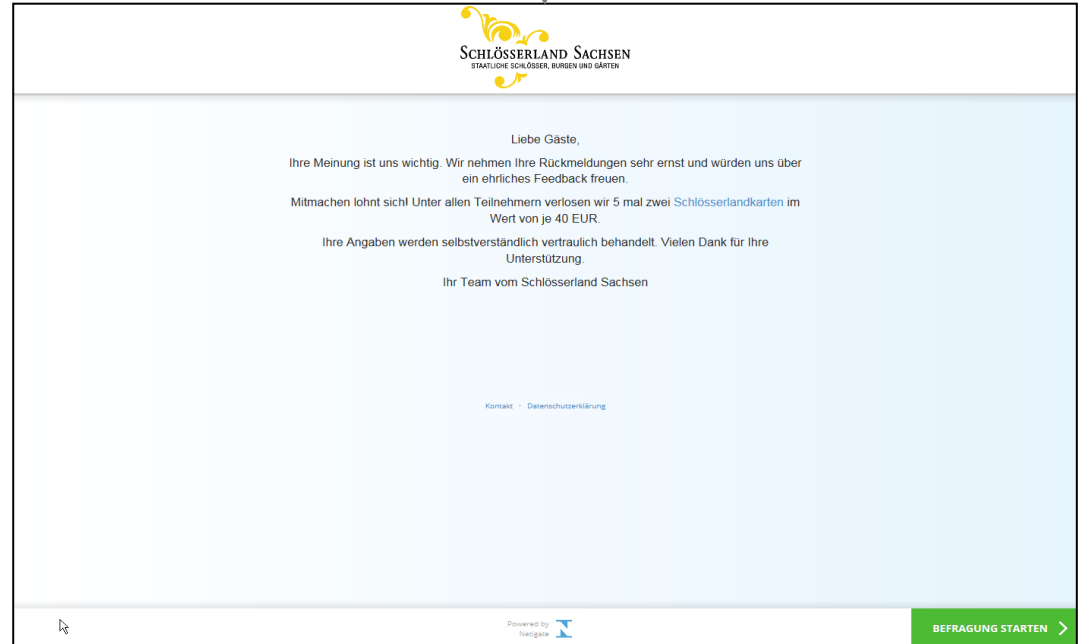 SCHLÖSSERLAND SACHSEN
STAATLICHE SCHLÖSSER, BURGEN UND GÄRTEN
Liebe Gäste,
Ihre Meinung ist uns wichtig. Wir nehmen Ihre Rückmeldungen sehr ernst und würden uns über
ein ehrliches Feedback freuen.
Mitmachen lohnt sich! Unter allen Teilnehmern verlosen wir 5 mal zwei Schlösserlandkarten im
Wert von je 40 EUR.
Ihre Angaben werden selbstverständlich vertraulich behandelt. Vielen Dank für Ihre
Unterstützung.
Ihr Team vom Schlösserland Sachsen
Kontakt - Datenschutzerklärung
Powered by
Netigate
BEFRAGUNG STARTEN